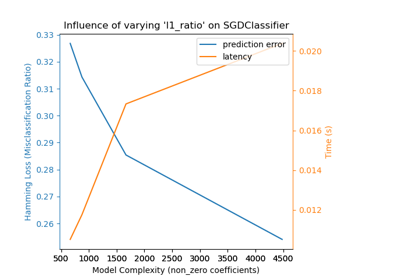 Influence of varying 'l1_ratio' on SGDClassifier
prediction error
latency
Hamming Loss (Misclassification Ratio)
0.33
0.32
0.31
0.30
0.29
0.28
0.27
0.26
0.020
0.018
0.016
0.014
0.012
Time (s)
500 1000 1500 2000 2500 3000 3500 4000 4500
Model Complexity (non_zero coefficients)